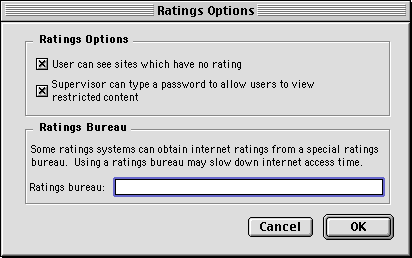 Ratings Options
Ratings Options
User can see sites which have no rating
Supervisor can type a password to allow users to view
restricted content
Ratings Bureau
Some ratings systems can obtain internet ratings from a special ratings
bureau. Using a ratings bureau may slow down internet access time.
Ratings bureau:
Cancel
OK